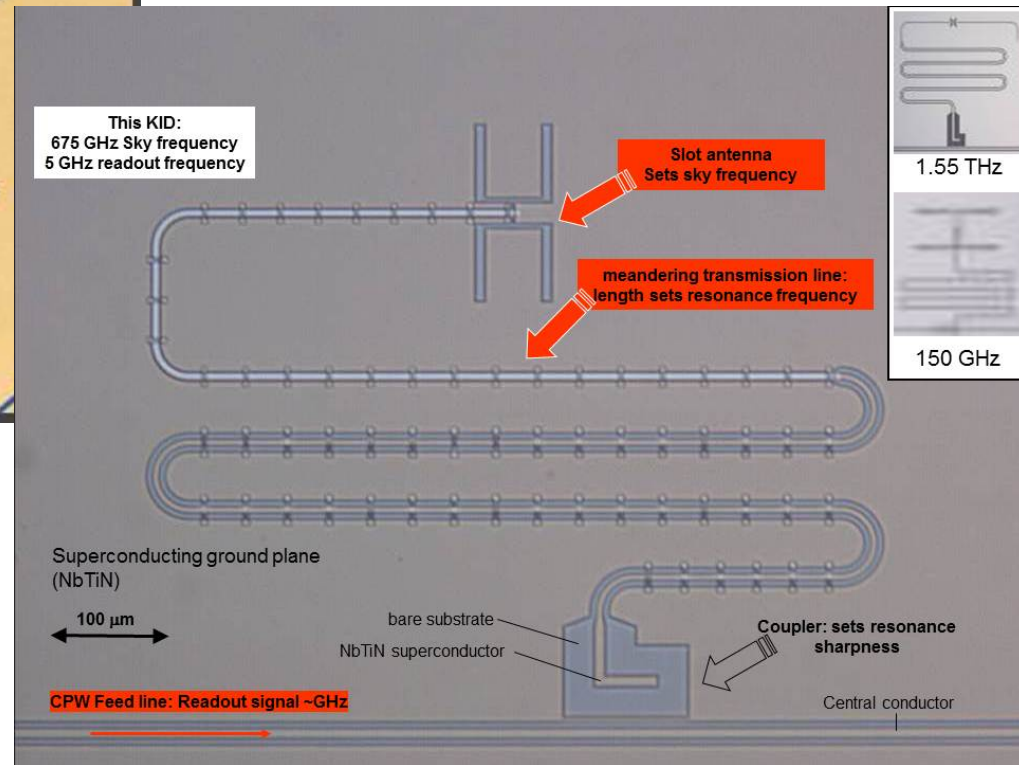 This KID:
675 GHz Sky frequency
5 GHz readout frequency
Slot antenna
Sets sky frequency
meandering transmission line:
length sets resonance frequency
1.55 THz
150 GHz
Superconducting ground plane
(NbTiN)
100 μm
bare substrate
NbTiN superconductor
Coupler: sets resonance
sharpness
CPW Feed line: Readout signal ~GHz
Central conductor